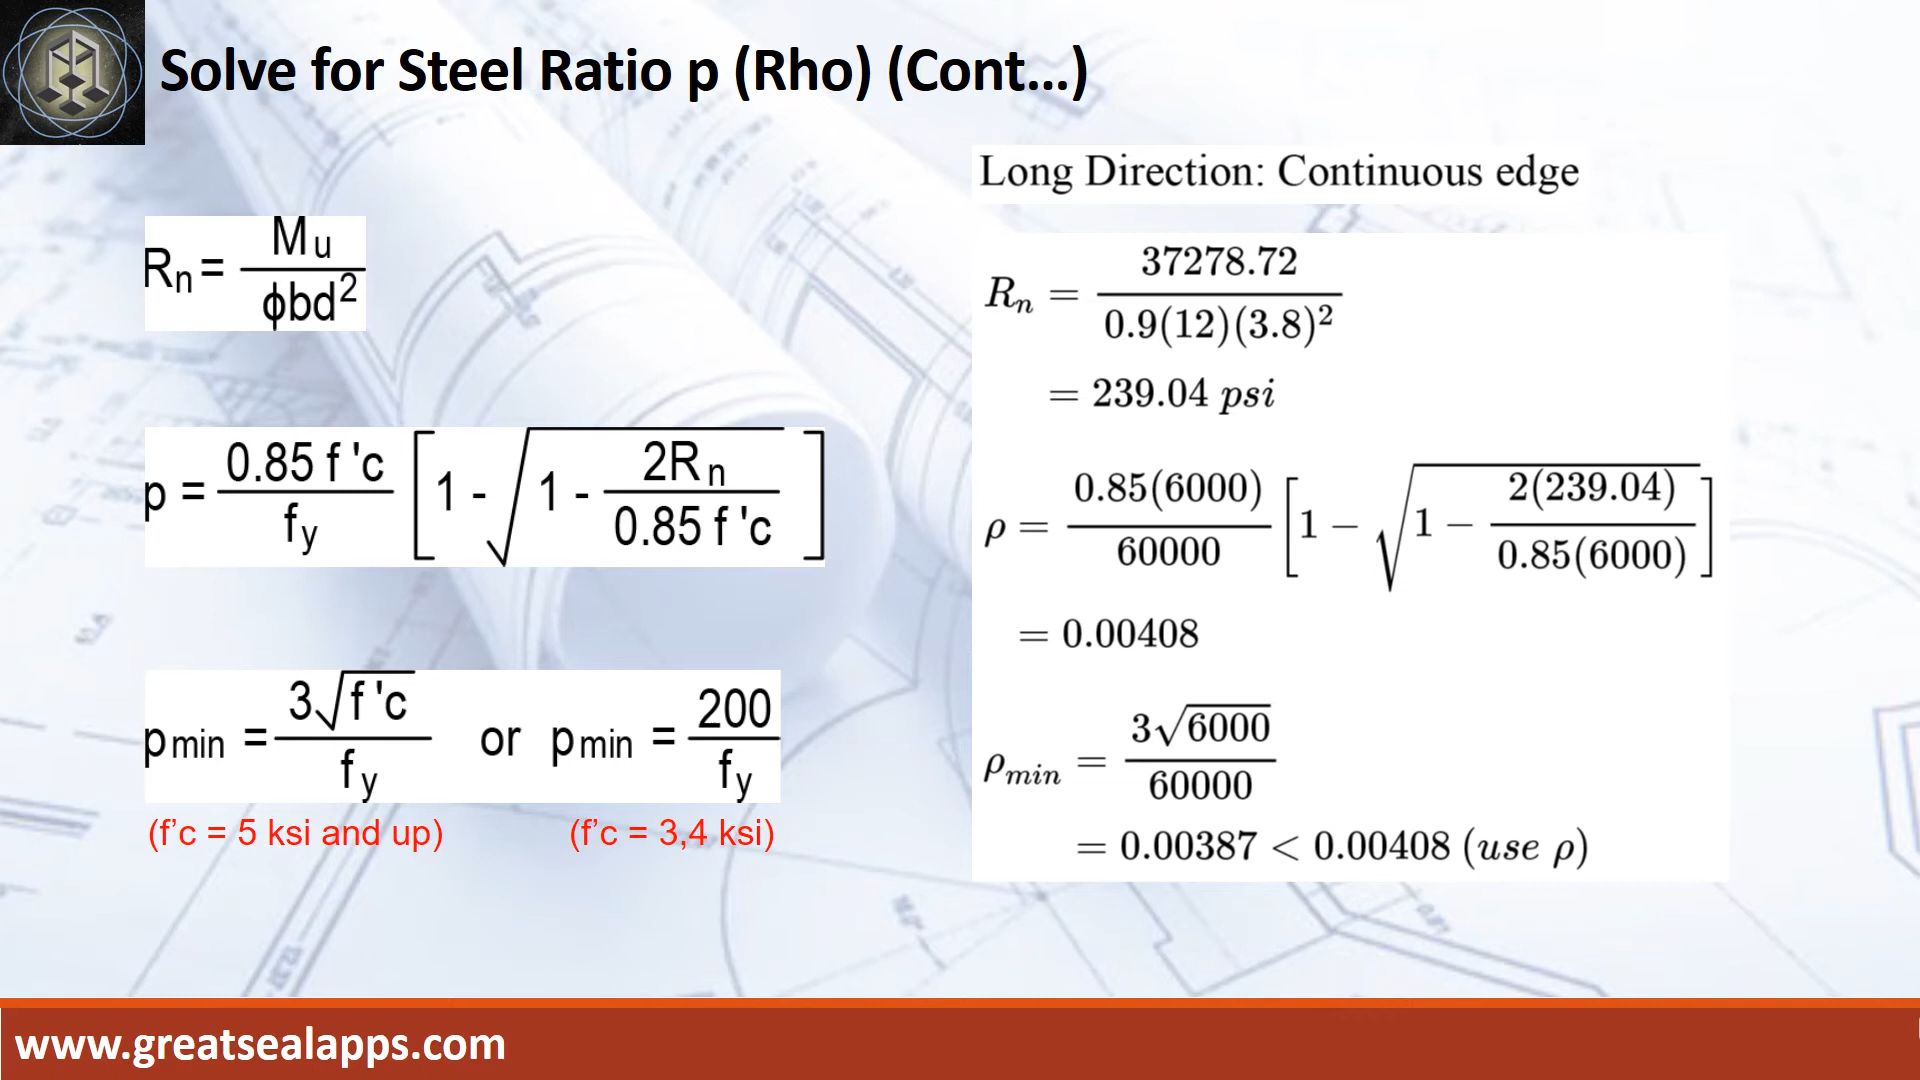 Solve for Steel Ratio p (Rho) (Cont...)
Rn = Mu / ϕbd²
p = 0.85 f 'c / fy [1 - √(1 - 2Rn / 0.85 f 'c)]
pmin = 3√f 'c / fy or pmin = 200 / fy
(f’c = 5 ksi and up) (f’c = 3,4 ksi)
Long Direction: Continuous edge
Rn = 37278.72 / 0.9(12)(3.8)²
= 239.04 psi
ρ = 0.85(6000) / 60000 [1 − √(1 − 2(239.04) / 0.85(6000))]
= 0.00408
ρmin = 3√6000 / 60000
= 0.00387 < 0.00408 (use ρ)
www.greatsealapps.com